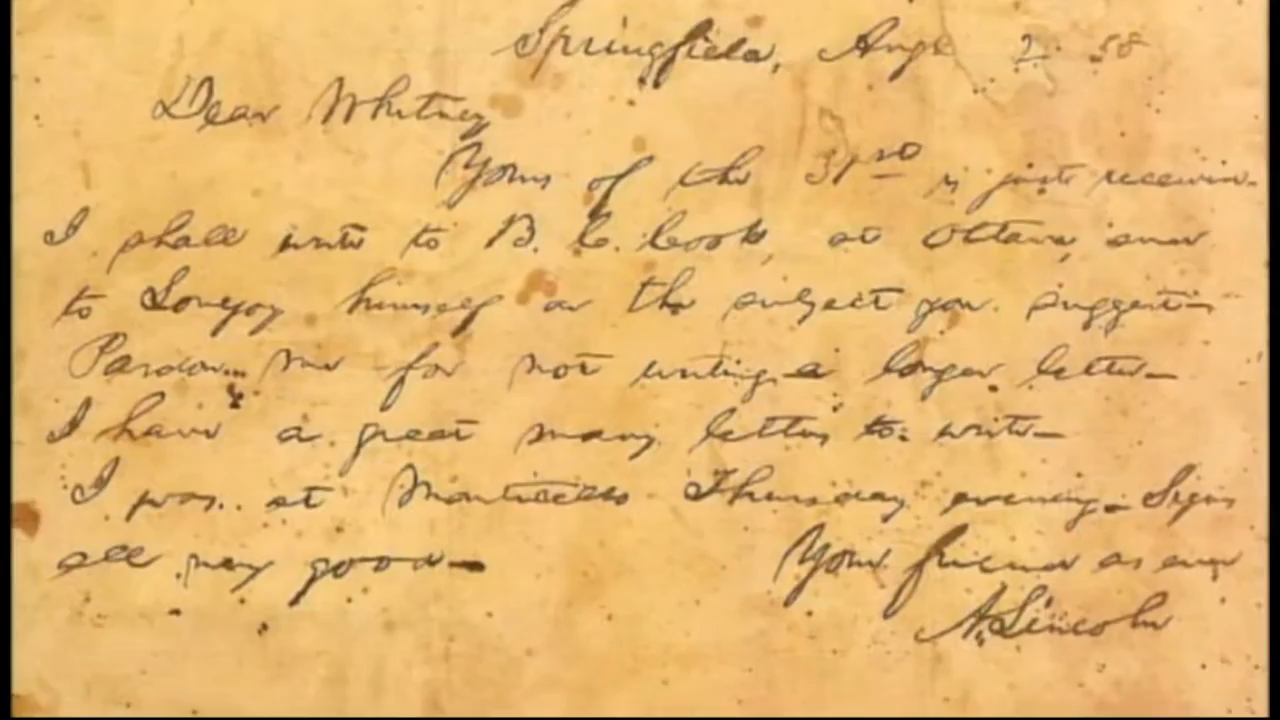 Springfield, Aug 2. 58
Dear Whitney
Yours of the 31st is just received.
I shall write to B. C. Cook, at Ottawa, and
to Lovejoy himself on the subject you suggest—
Pardon me for not writing a longer letter—
I have a great many letters to write—
I was at Monticello Thursday evening— Signs
all very good—
Your friend as ever
A. Lincoln